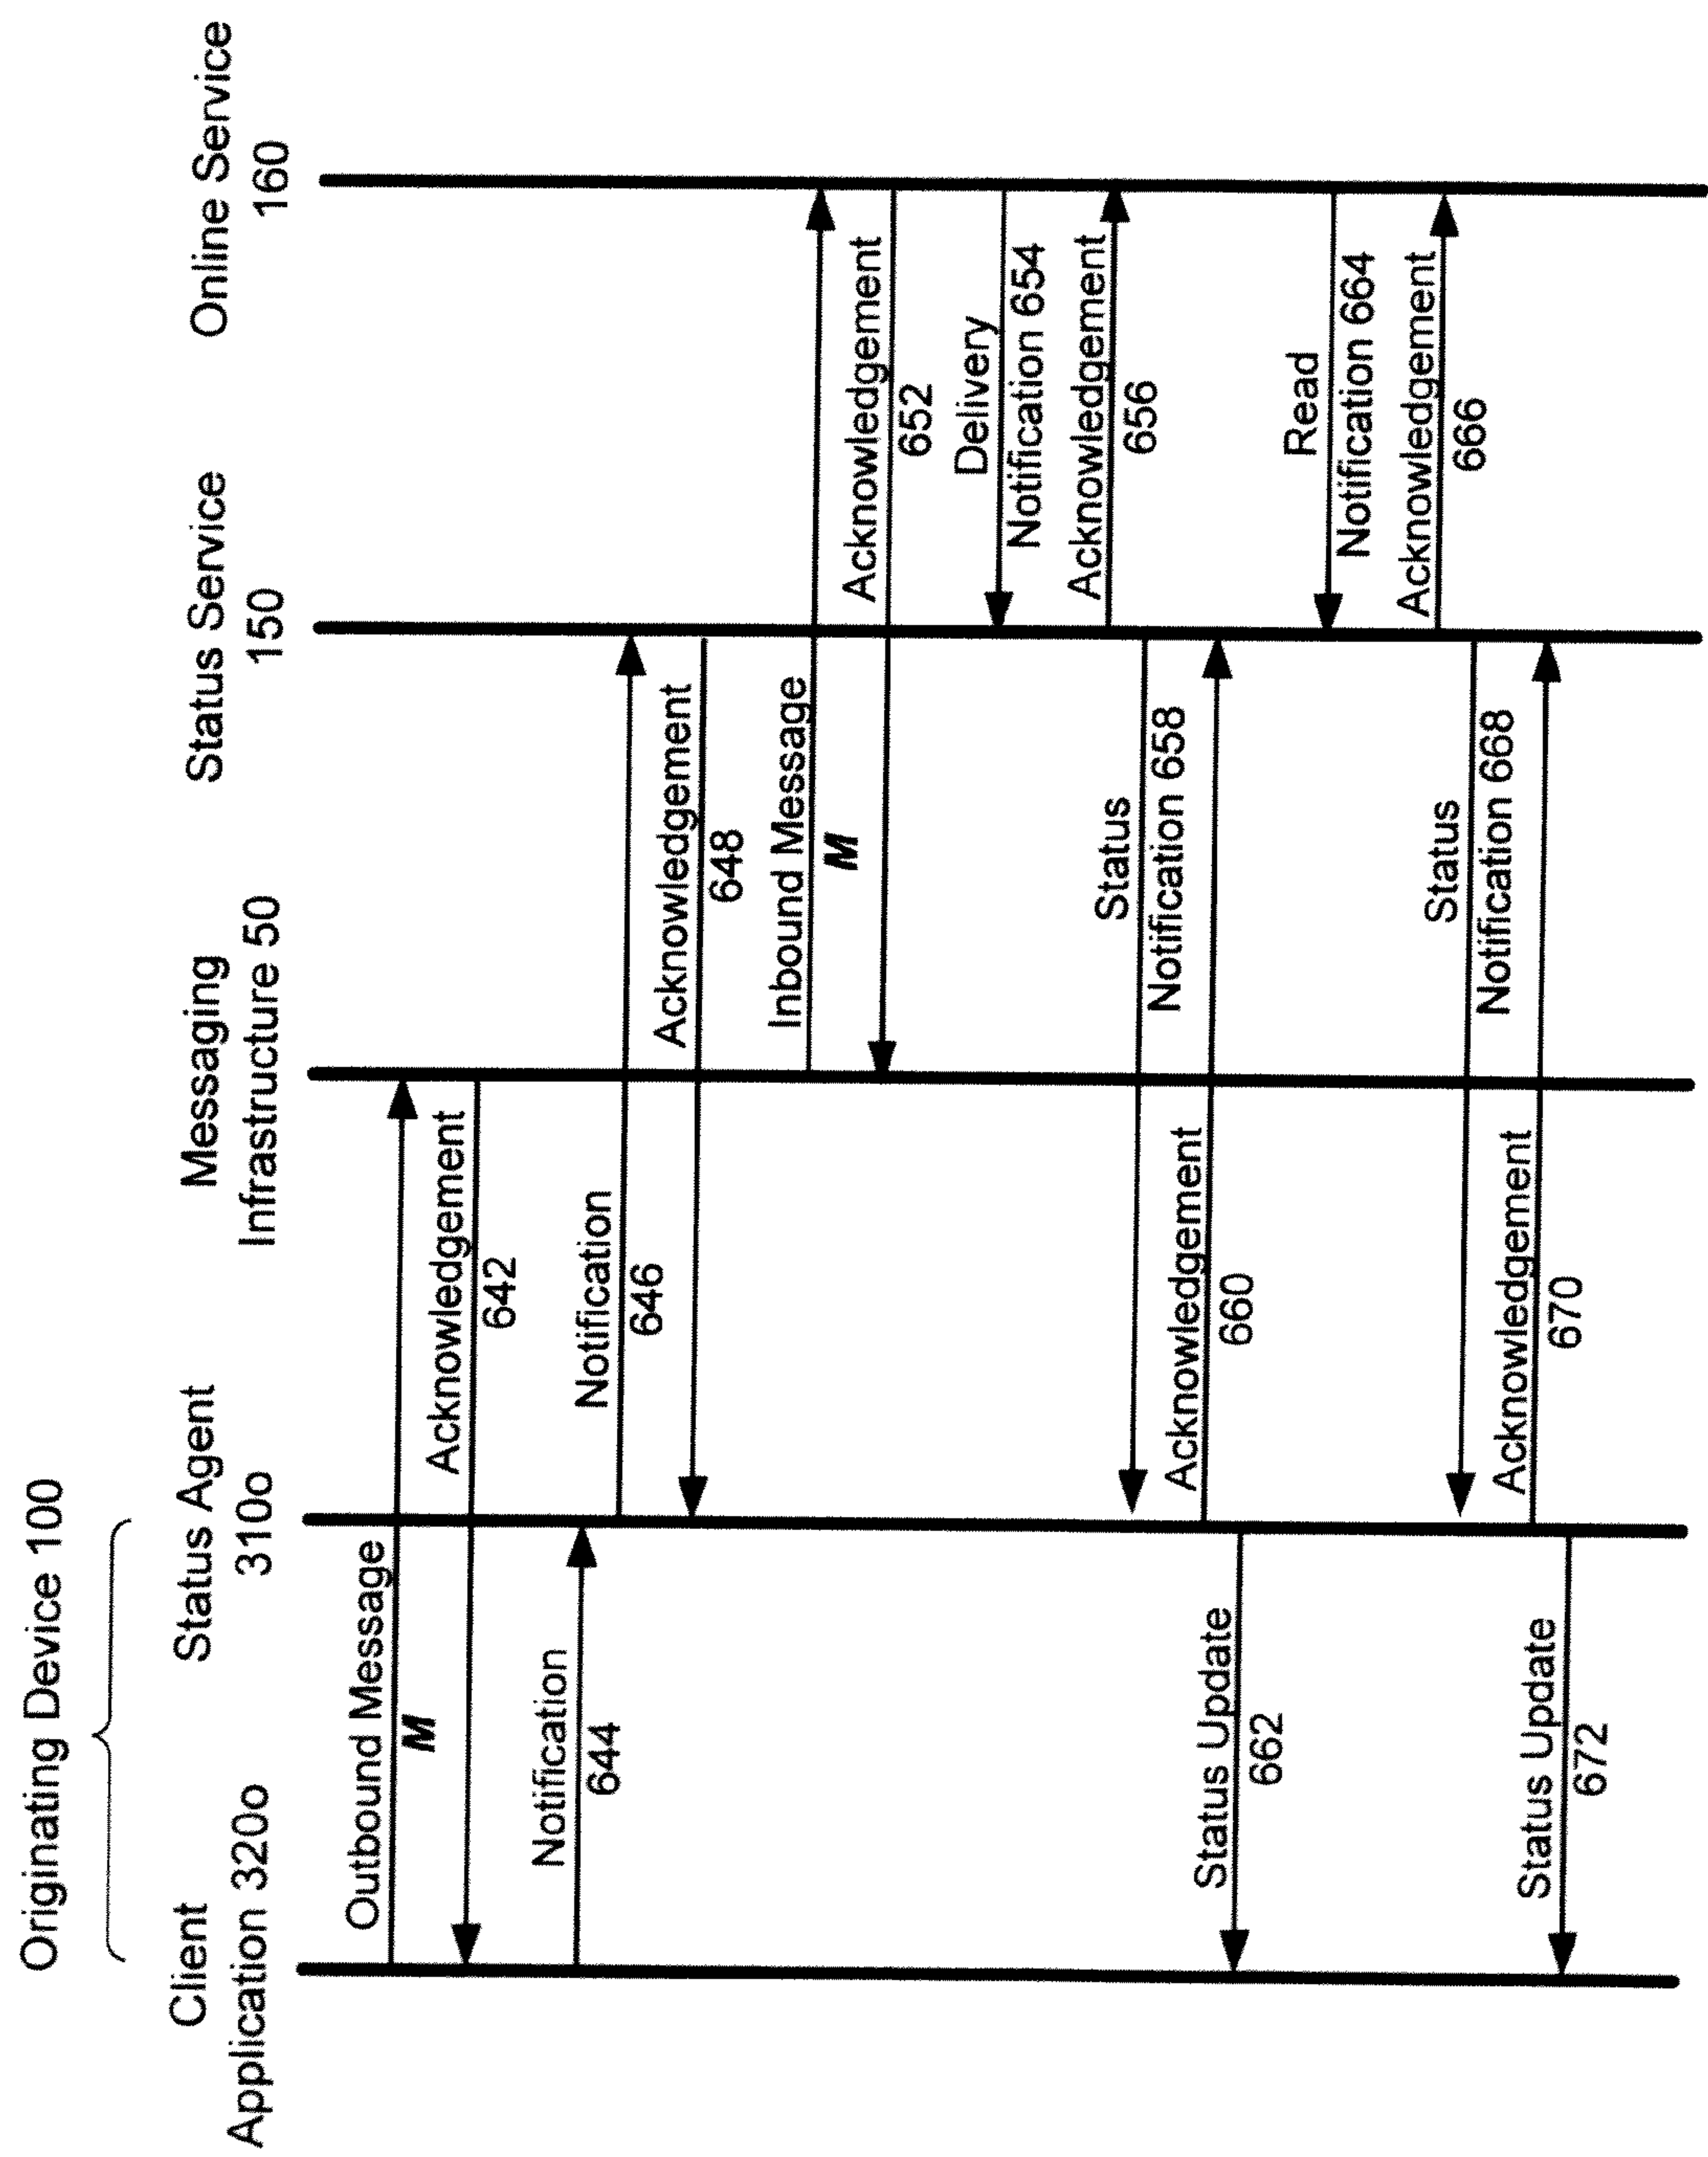 Originating Device 100
Client
Application 320o
Status Agent
310o
Messaging
Infrastructure 50
Status Service
150
Online Service
160
Outbound Message
M
Acknowledgement
642
Notification
644
Notification
646
Acknowledgement
648
Inbound Message
M
Acknowledgement
652
Delivery
Notification 654
Acknowledgement
656
Status
Notification 658
Acknowledgement
660
Status Update
662
Read
Notification 664
Acknowledgement
666
Status
Notification 668
Acknowledgement
670
Status Update
672